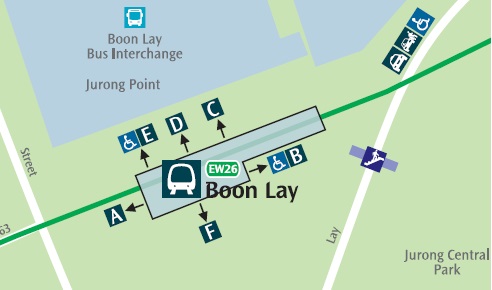 Boon Lay
Bus Interchange
Jurong Point
C
D
E
EW26
B
Boon Lay
A
F
Street
63
Lay
Jurong Central
Park